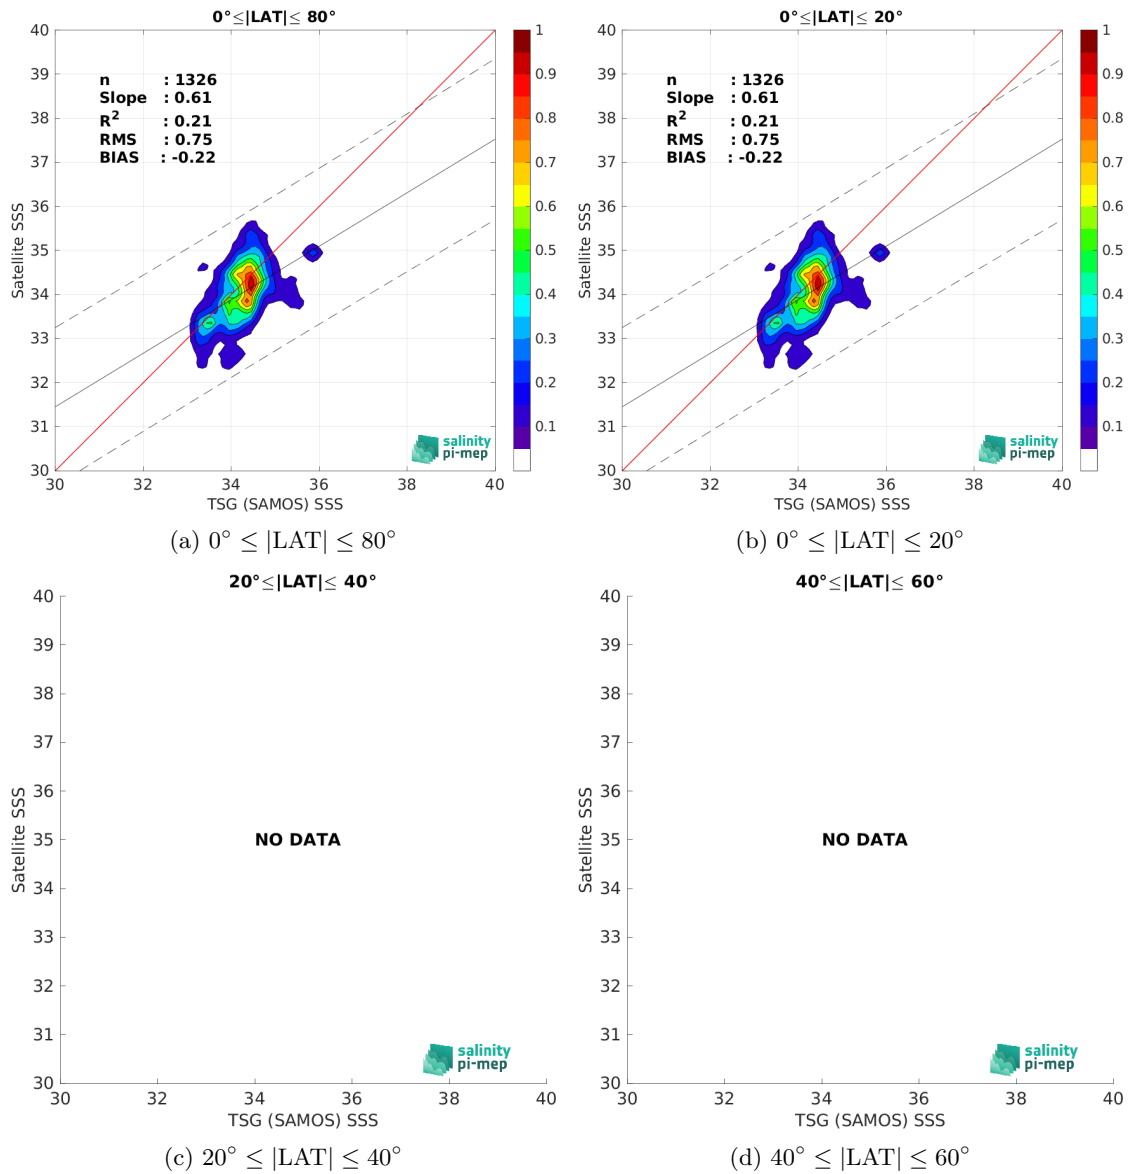 0°≤|LAT|≤ 80°
40
39
38
37
36
35
34
33
32
31
30
Satellite SSS
n : 1326
Slope : 0.61
R² : 0.21
RMS : 0.75
BIAS : -0.22
1
0.9
0.8
0.7
0.6
0.5
0.4
0.3
0.2
0.1
salinity
pi-mep
30 32 34 36 38 40
TSG (SAMOS) SSS
(a) 0° ≤ |LAT| ≤ 80°
0°≤|LAT|≤ 20°
40
39
38
37
36
35
34
33
32
31
30
Satellite SSS
n : 1326
Slope : 0.61
R² : 0.21
RMS : 0.75
BIAS : -0.22
1
0.9
0.8
0.7
0.6
0.5
0.4
0.3
0.2
0.1
salinity
pi-mep
30 32 34 36 38 40
TSG (SAMOS) SSS
(b) 0° ≤ |LAT| ≤ 20°
20°≤|LAT|≤ 40°
40
39
38
37
36
35
34
33
32
31
30
Satellite SSS
NO DATA
salinity
pi-mep
30 32 34 36 38 40
TSG (SAMOS) SSS
(c) 20° ≤ |LAT| ≤ 40°
40°≤|LAT|≤ 60°
40
39
38
37
36
35
34
33
32
31
30
Satellite SSS
NO DATA
salinity
pi-mep
30 32 34 36 38 40
TSG (SAMOS) SSS
(d) 40° ≤ |LAT| ≤ 60°